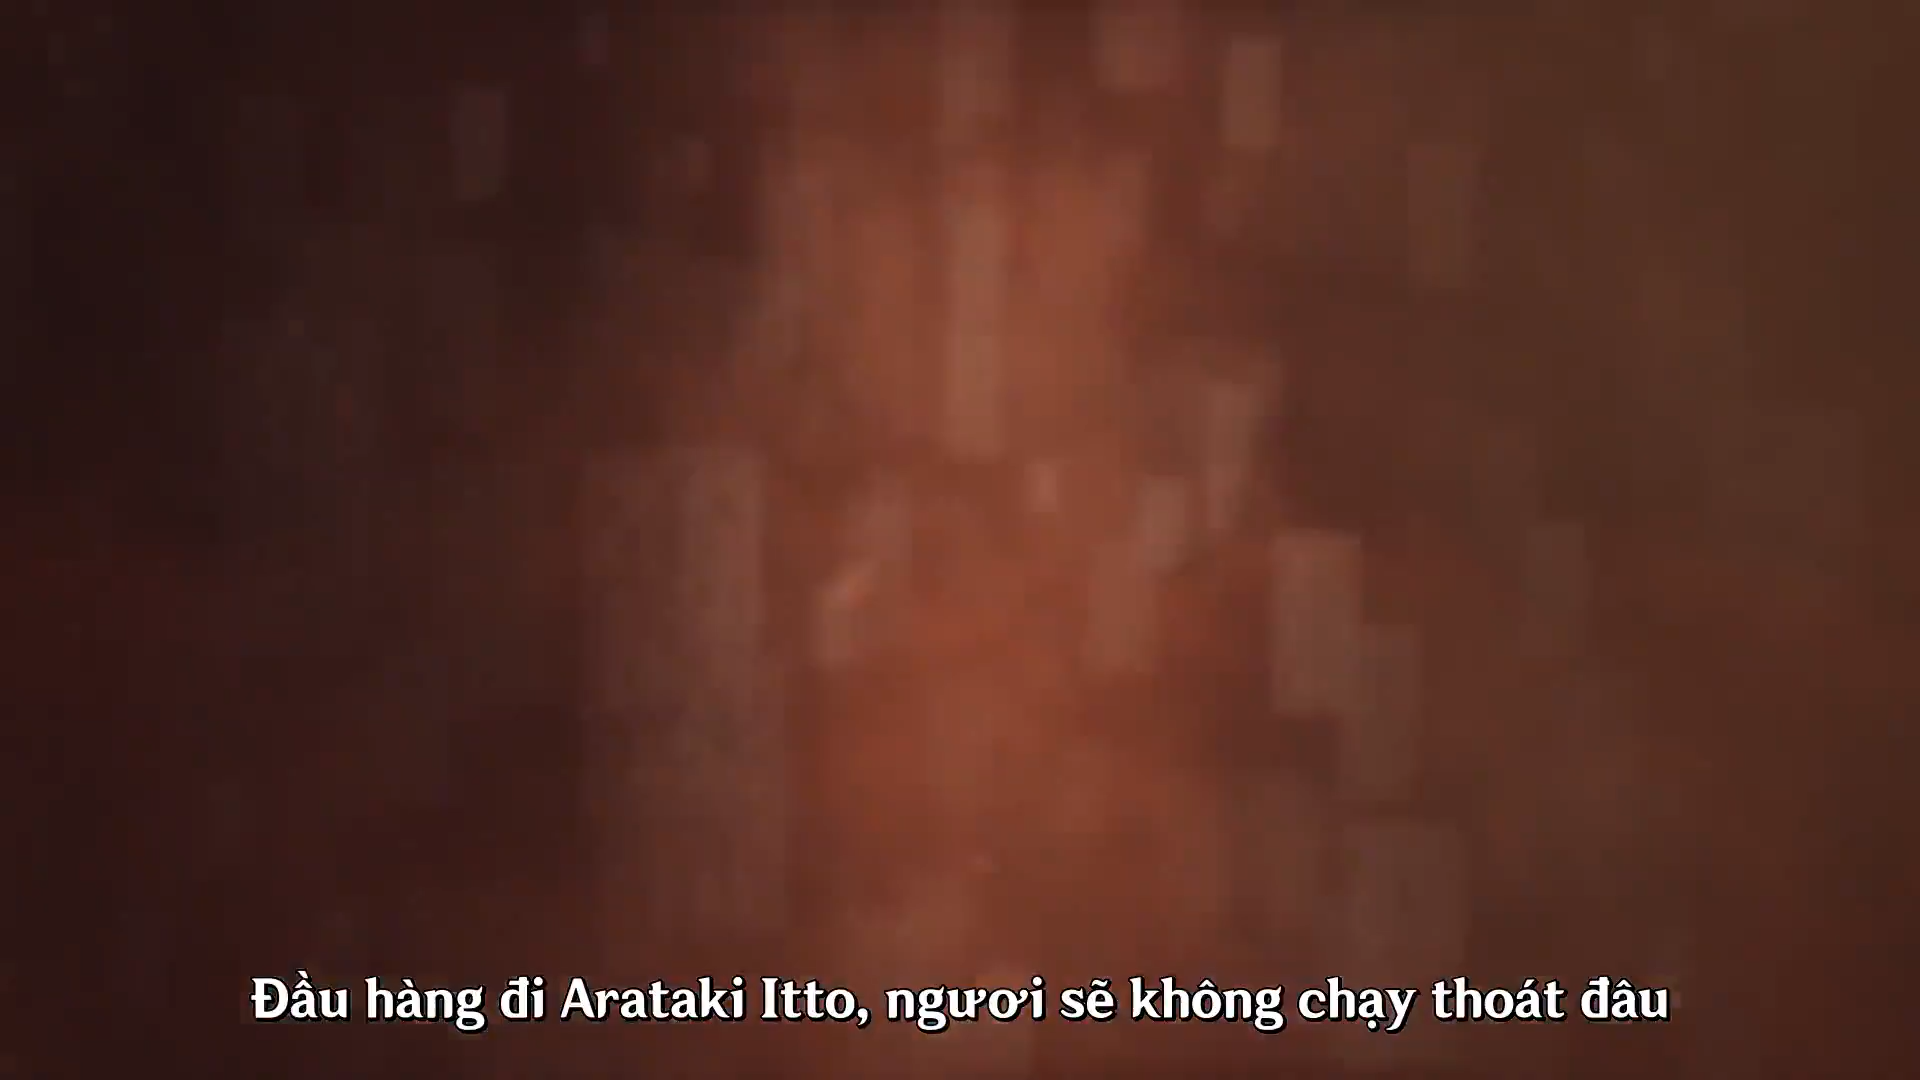 Đầu hàng đi Arataki Itto, ngươi sẽ không chạy thoát đâu